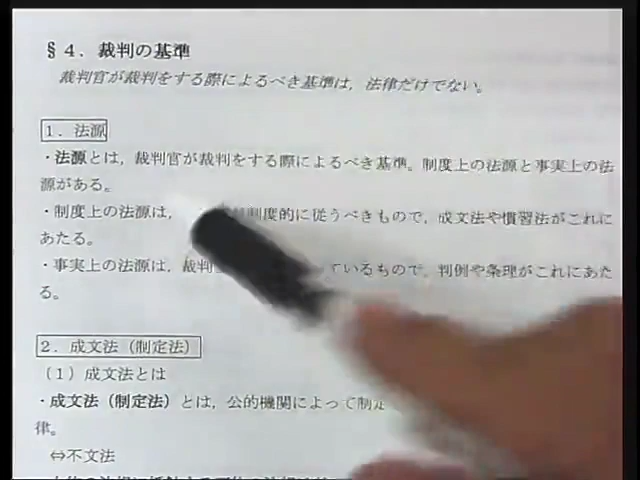 §４．裁判の基準
裁判官が裁判をする際によるべき基準は，法律だけでない。
１．法源
・法源とは，裁判官が裁判をする際によるべき基準。制度上の法源と事実上の法
源がある。
・制度上の法源は，制度的に従うべきもので，成文法や慣習法がこれに
あたる。
・事実上の法源は，裁判ているもので，判例や条理がこれにあた
る。
２．成文法（制定法）
（１）成文法とは
・成文法（制定法）とは，公的機関によって制定
律。
⇔不文法